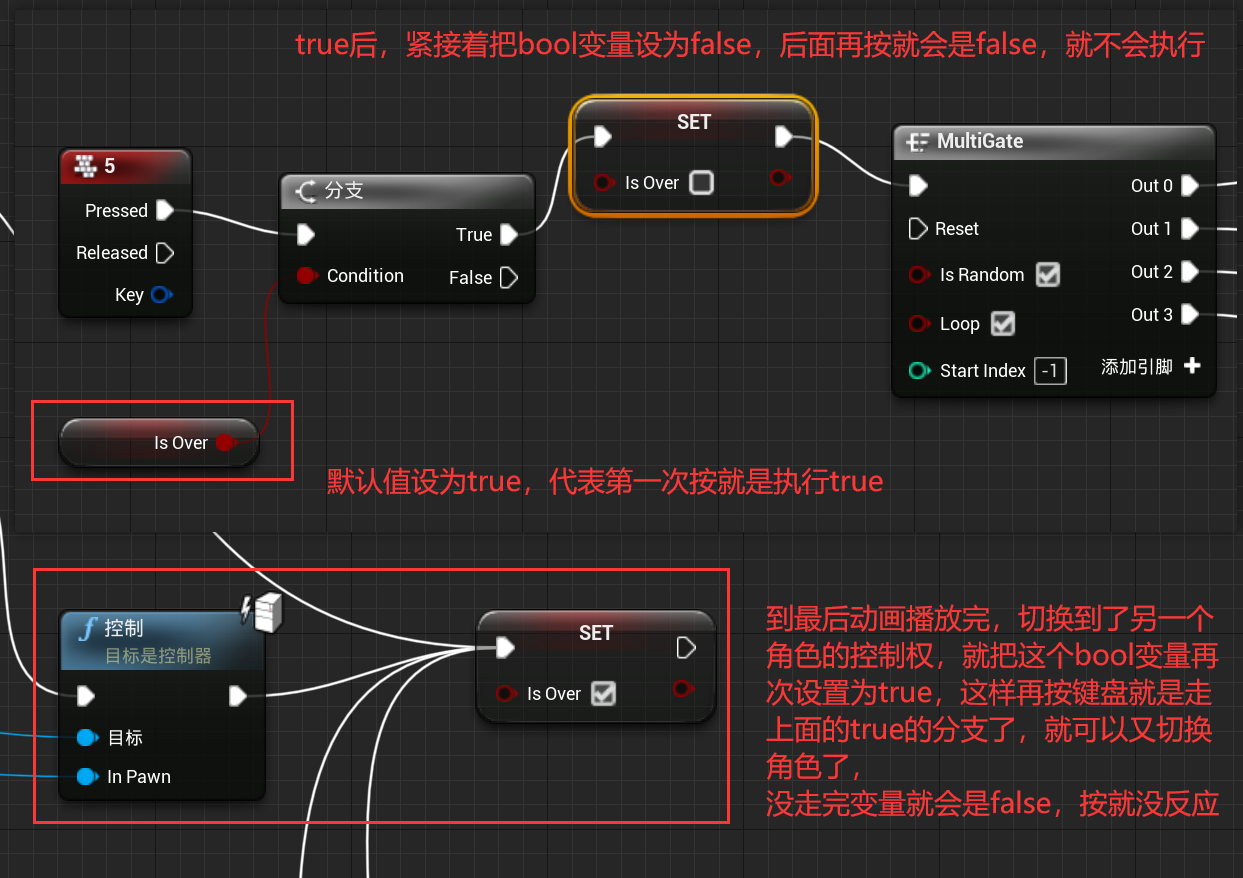 true后，紧接着把bool变量设为false，后面再按就会是false，就不会执行
SET
Is Over
5
Pressed
Released
Key
分支
True
Condition
False
MultiGate
Out 0
Reset
Out 1
Is Random
Out 2
Loop
Out 3
Start Index -1
添加引脚
Is Over
默认值设为true，代表第一次按就是执行true
控制
目标是控制器
目标
In Pawn
SET
Is Over
到最后动画播放完，切换到了另一个
角色的控制权，就把这个bool变量再
次设置为true，这样再按键盘就是走
上面的true的分支了，就可以又切换
角色了，
没走完变量就会是false，按就没反应